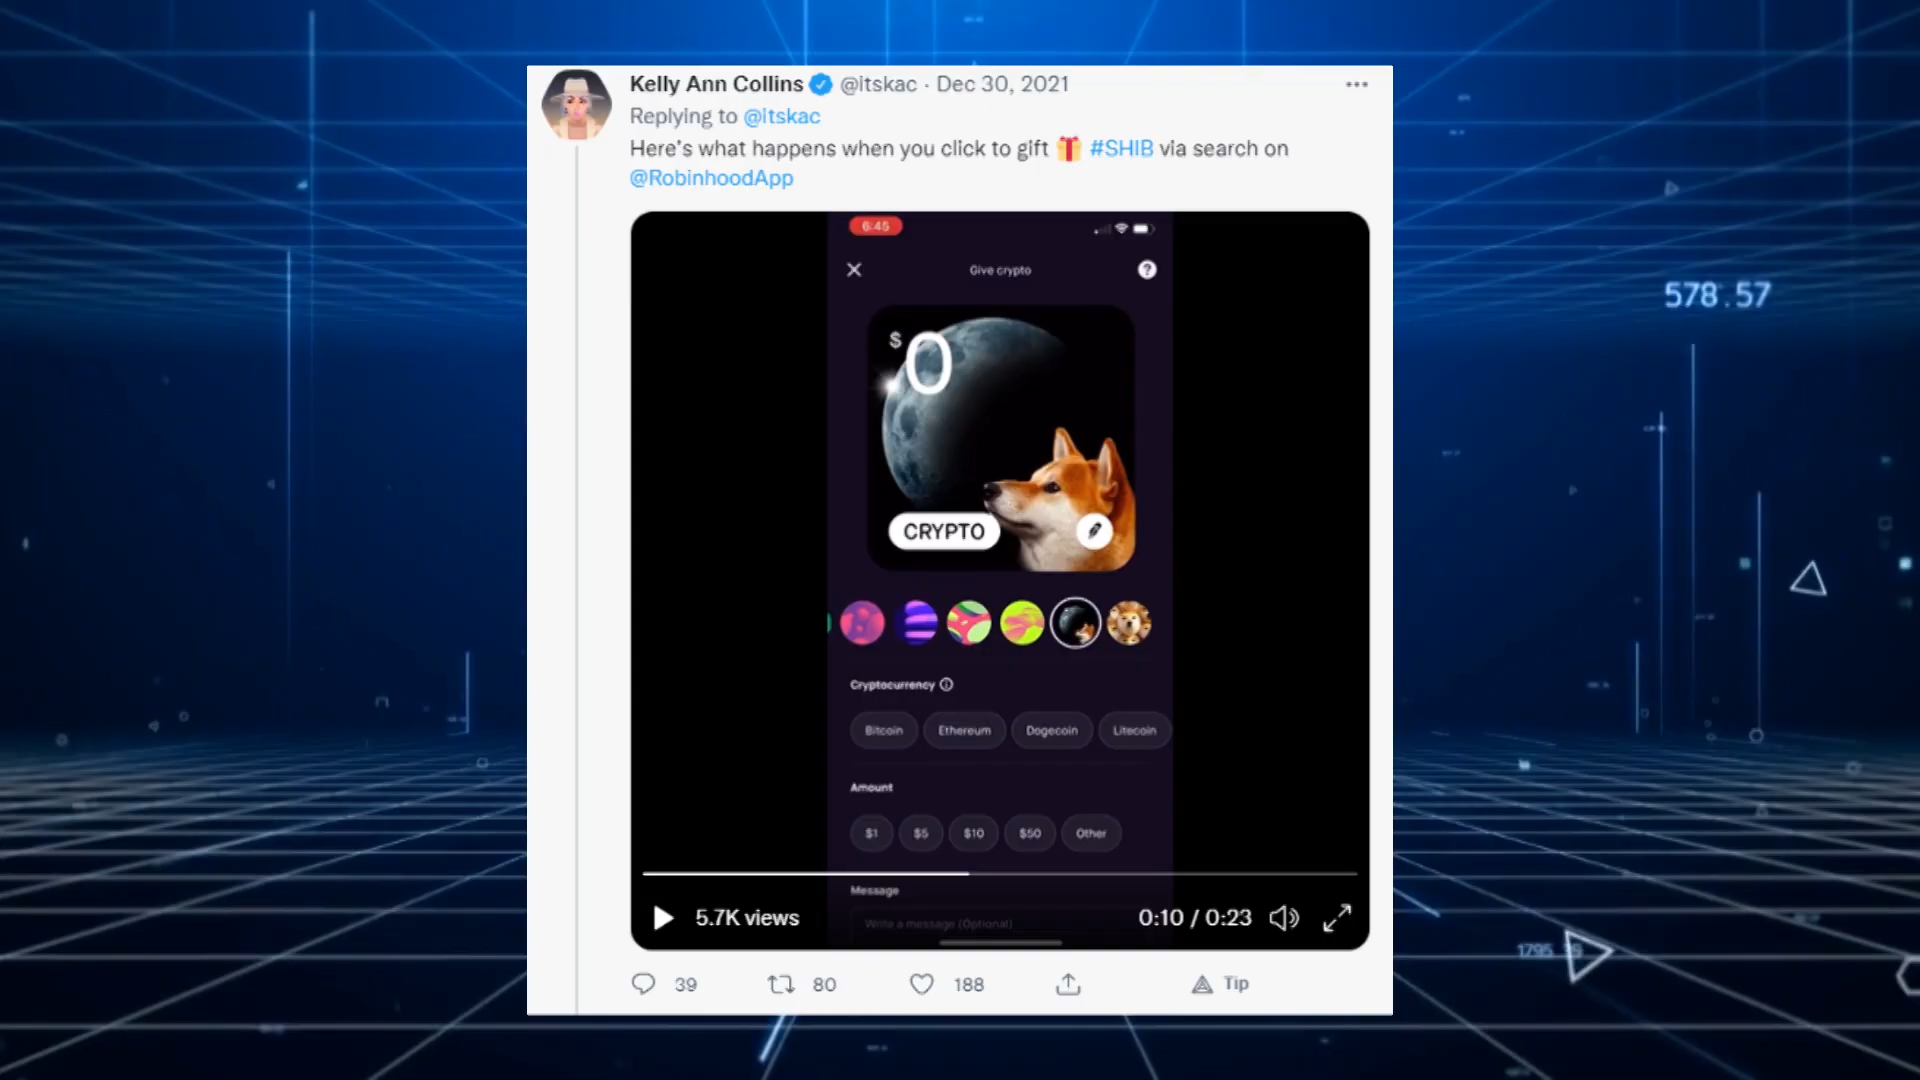 Kelly Ann Collins @itskac · Dec 30, 2021
Replying to @itskac
Here's what happens when you click to gift 🎁 #SHIB via search on
@RobinhoodApp
6:45
Give crypto
?
$0
CRYPTO
Cryptocurrency
Bitcoin Ethereum Dogecoin Litecoin
Amount
$1 $5 $10 $50 Other
Message
Write a message (Optional)
5.7K views 0:10 / 0:23
39 80 188 Tip
578.57